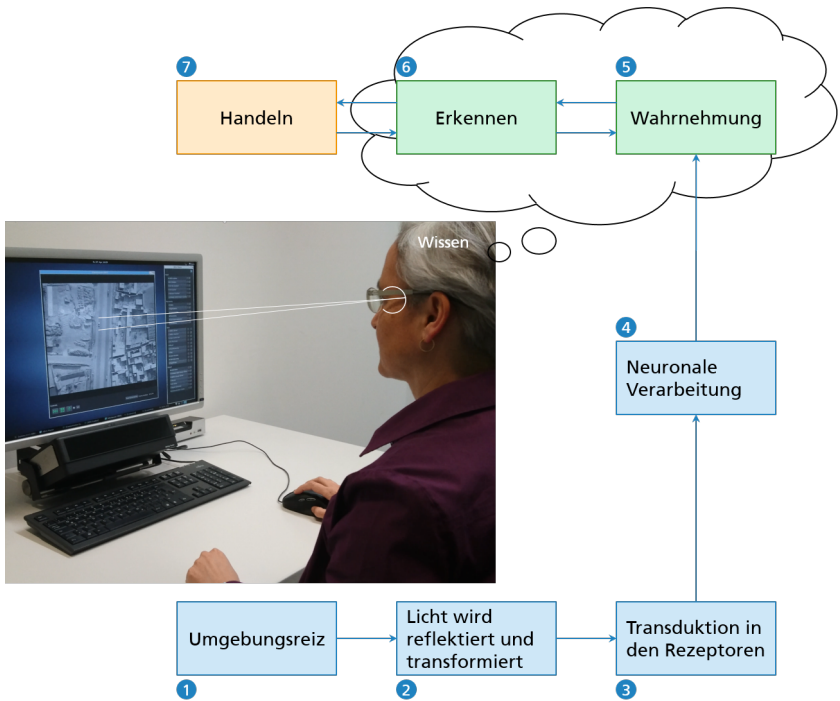 7
6
5
Handeln
Erkennen
Wahrnehmung
Wissen
4
Neuronale
Verarbeitung
Umgebungsreiz
Licht wird
reflektiert und
transformiert
Transduktion in
den Rezeptoren
1
2
3